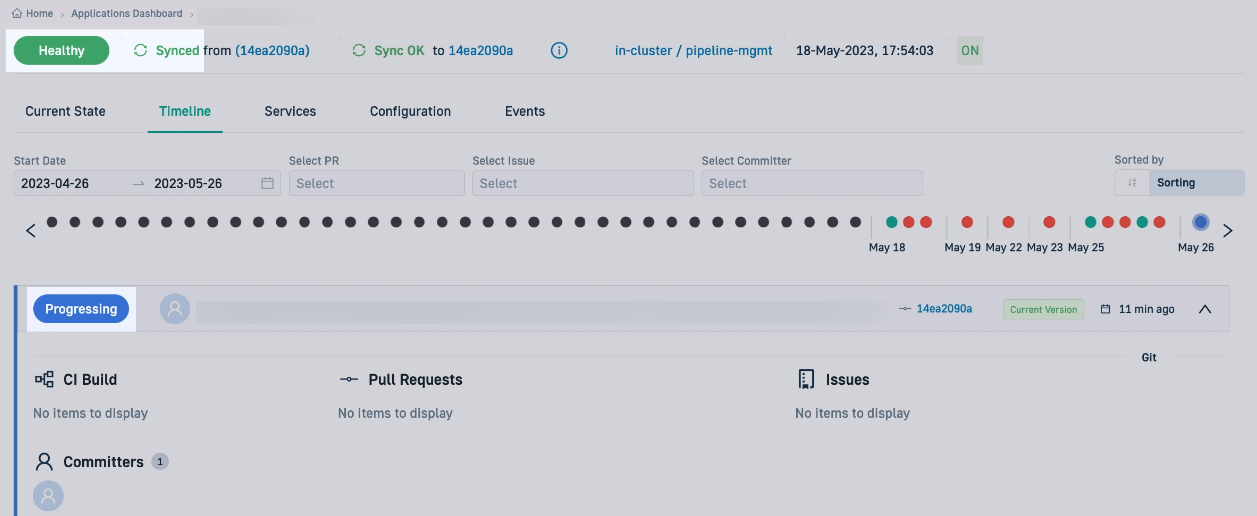 Home > Applications Dashboard >
Healthy Synced from (14ea2090a) Sync OK to 14ea2090a in-cluster / pipeline-mgmt 18-May-2023, 17:54:03 ON
Current State Timeline Services Configuration Events
Start Date Select PR Select Issue Select Committer Sorted by
2023-04-26 → 2023-05-26 Select Select Select Sorting
May 18 May 19 May 22 May 23 May 25 May 26
Progressing 14ea2090a Current Version 11 min ago
Git
CI Build Pull Requests Issues
No items to display No items to display No items to display
Committers 1